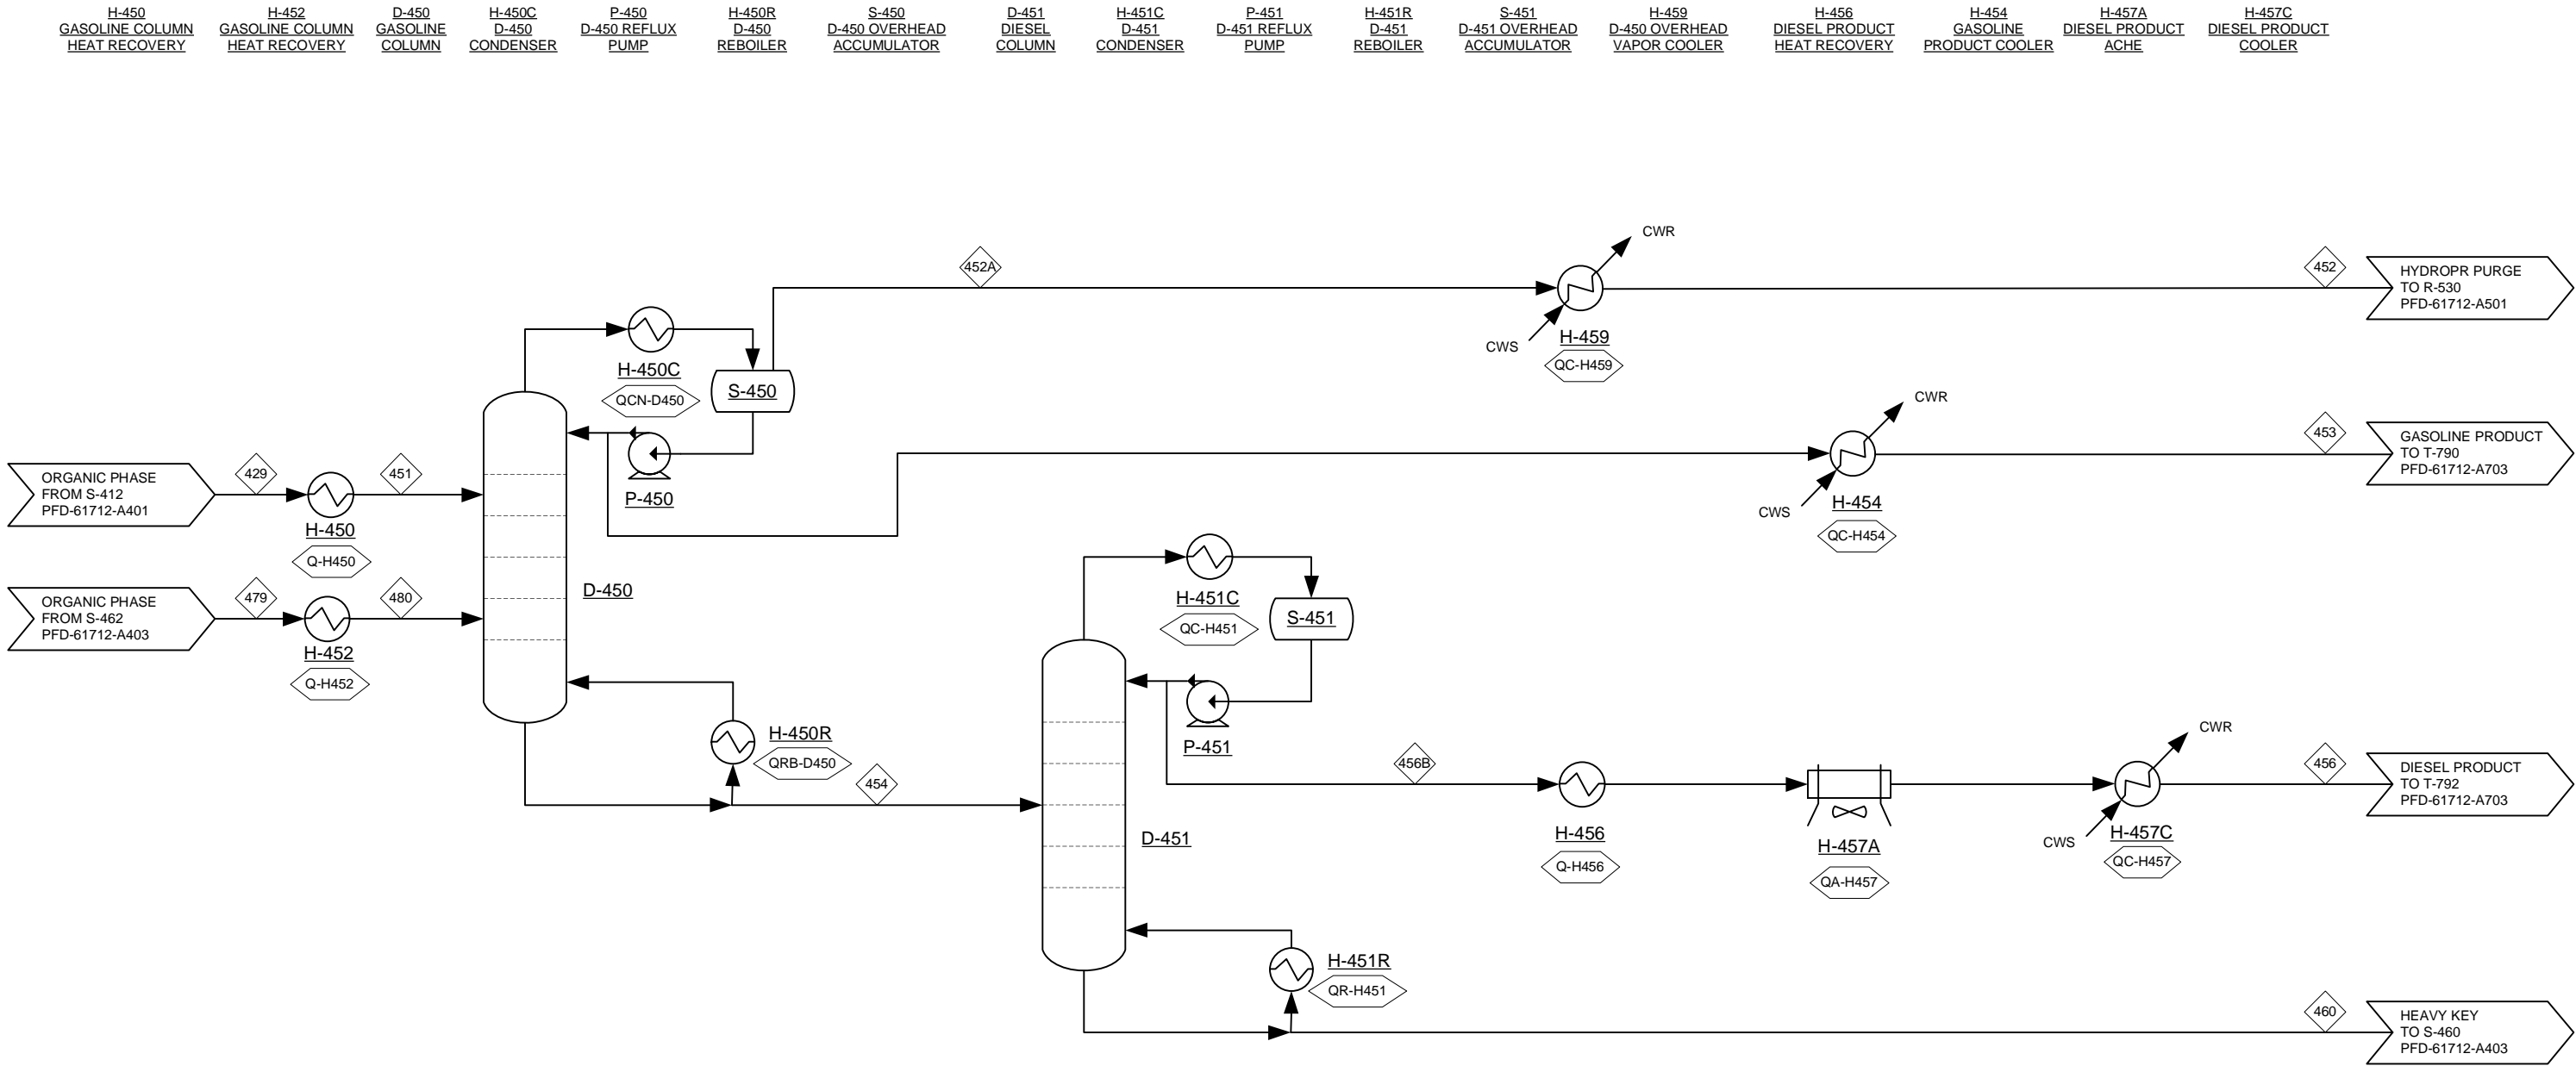 H-450
GASOLINE COLUMN
HEAT RECOVERY
H-452
GASOLINE COLUMN
HEAT RECOVERY
D-450
GASOLINE
COLUMN
H-450C
D-450
CONDENSER
P-450
D-450 REFLUX
PUMP
H-450R
D-450
REBOILER
S-450
D-450 OVERHEAD
ACCUMULATOR
D-451
DIESEL
COLUMN
H-451C
D-451
CONDENSER
P-451
D-451 REFLUX
PUMP
H-451R
D-451
REBOILER
S-451
D-451 OVERHEAD
ACCUMULATOR
H-459
D-450 OVERHEAD
VAPOR COOLER
H-456
DIESEL PRODUCT
HEAT RECOVERY
H-454
GASOLINE
PRODUCT COOLER
H-457A
DIESEL PRODUCT
ACHE
H-457C
DIESEL PRODUCT
COOLER
CWR
452A
452
HYDROPR PURGE
TO R-530
PFD-61712-A501
CWS
H-459
QC-H459
H-450C
QCN-D450
S-450
CWR
453
GASOLINE PRODUCT
TO T-790
PFD-61712-A703
CWS
H-454
QC-H454
P-450
ORGANIC PHASE
FROM S-412
PFD-61712-A401
429
451
H-450
Q-H450
ORGANIC PHASE
FROM S-462
PFD-61712-A403
479
480
H-452
Q-H452
D-450
H-451C
QC-H451
S-451
P-451
H-450R
QRB-D450
454
456B
CWR
456
DIESEL PRODUCT
TO T-792
PFD-61712-A703
H-456
Q-H456
H-457A
QA-H457
CWS
H-457C
QC-H457
D-451
H-451R
QR-H451
460
HEAVY KEY
TO S-460
PFD-61712-A403